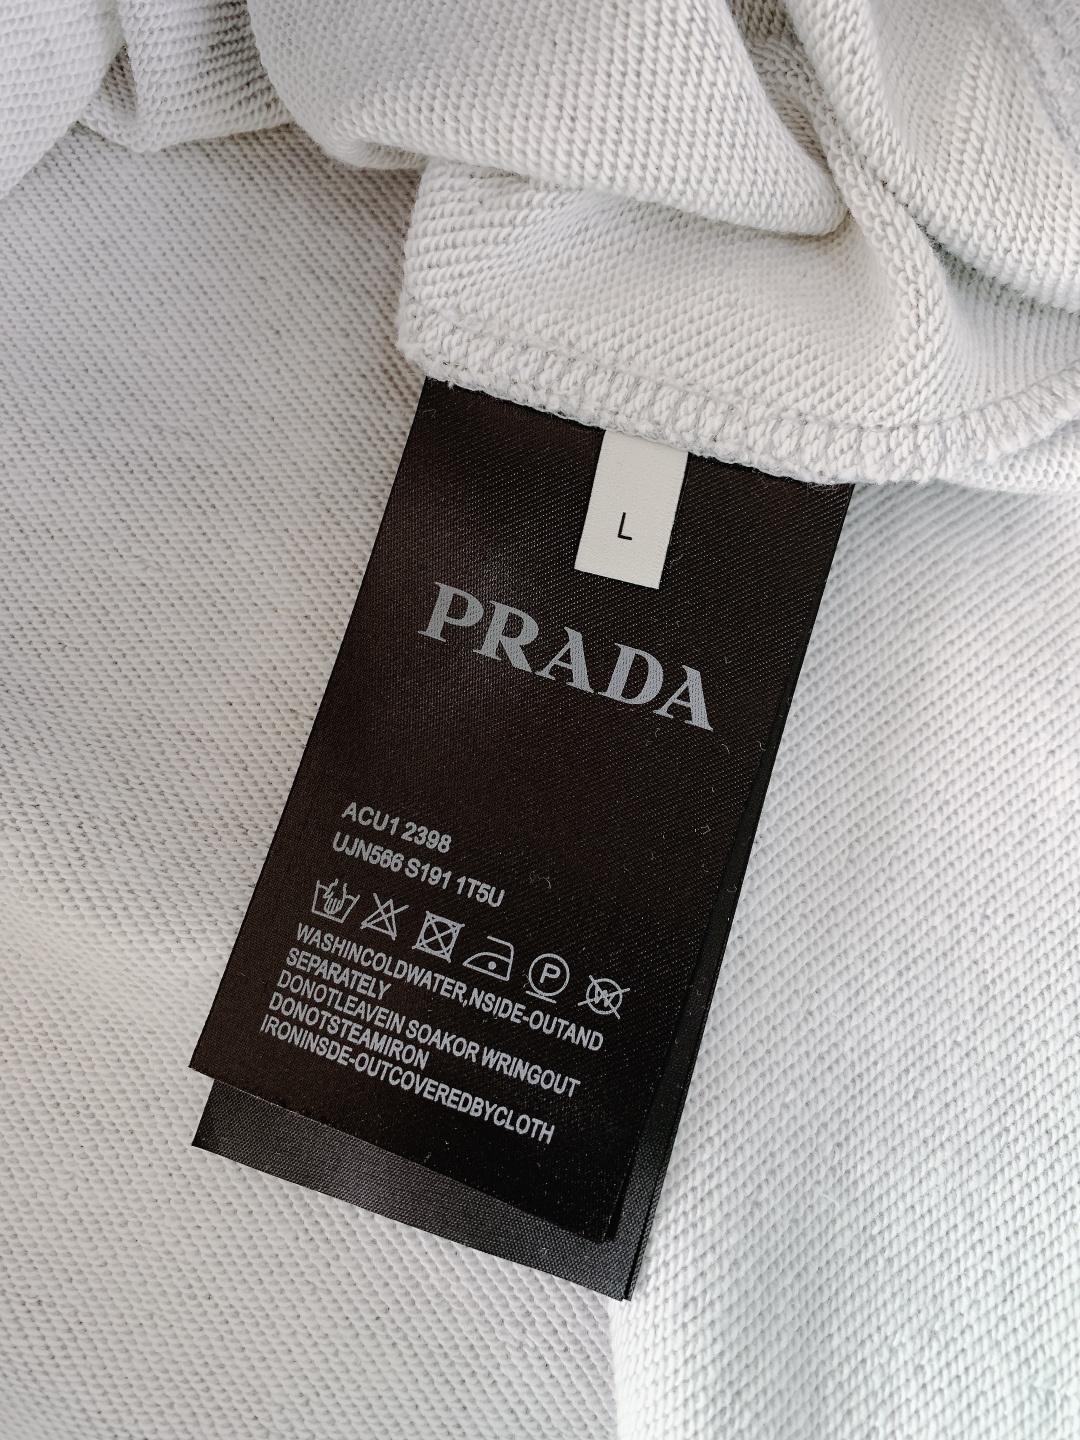 L
PRADA
ACU1 2398
UJN566 S191 1T5U
P
W
WASHINCOLDWATER,NSIDE-OUTAND
SEPARATELY
DONOTLEAVEIN SOAKOR WRINGOUT
DONOTSTEAMIRON
IRONINSDE-OUTCOVEREDBYCLOTH